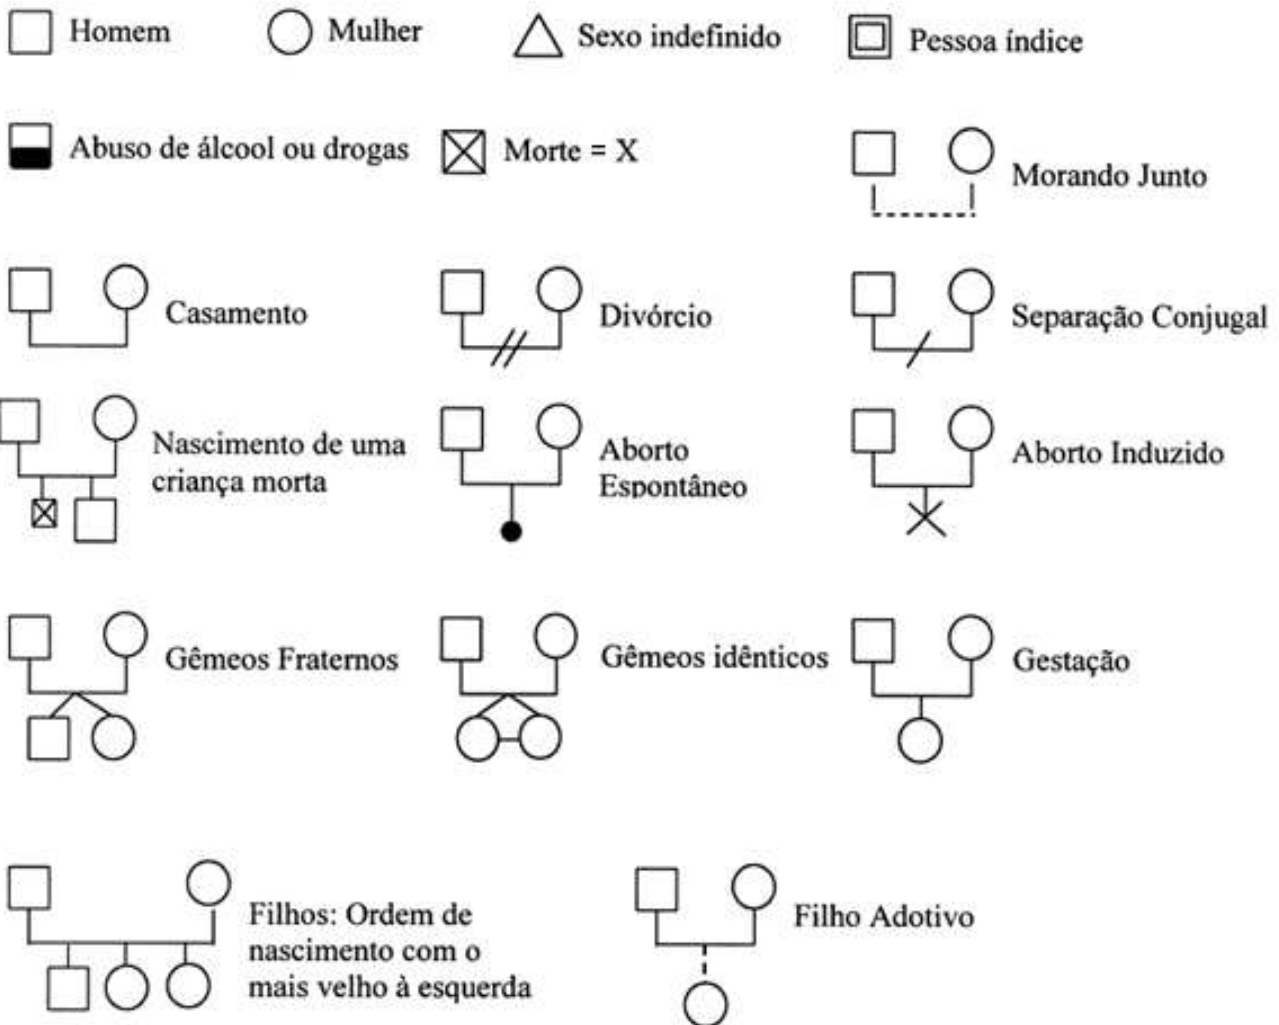 Homem
Mulher
Sexo indefinido
Pessoa índice
Abuso de álcool ou drogas
Morte = X
Morando Junto
Casamento
Divórcio
Separação Conjugal
Nascimento de uma
criança morta
Aborto
Espontâneo
Aborto Induzido
Gêmeos Fraternos
Gêmeos idênticos
Gestação
Filhos: Ordem de
nascimento com o
mais velho à esquerda
Filho Adotivo